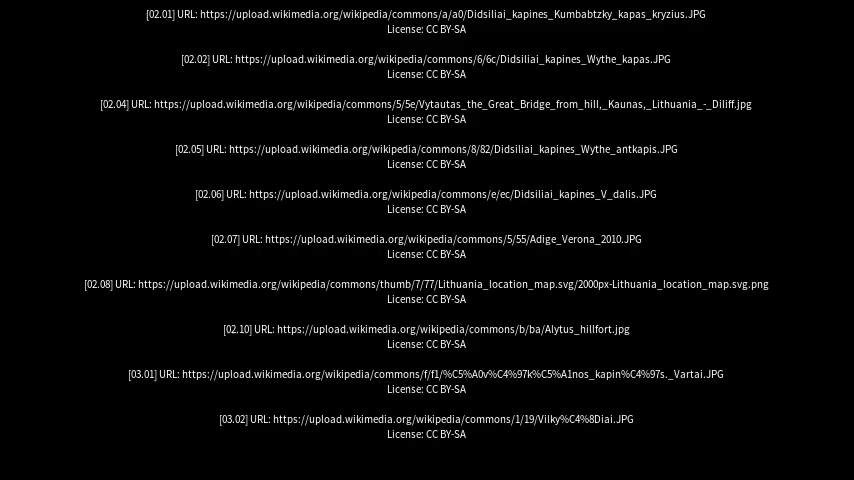 [02.01] URL: https://upload.wikimedia.org/wikipedia/commons/a/a0/Didsiliai_kapines_Kumbabtzky_kapas_kryzius.JPG
License: CC BY-SA
[02.02] URL: https://upload.wikimedia.org/wikipedia/commons/6/6c/Didsiliai_kapines_Wythe_kapas.JPG
License: CC BY-SA
[02.04] URL: https://upload.wikimedia.org/wikipedia/commons/5/5e/Vytautas_the_Great_Bridge_from_hill,_Kaunas,_Lithuania_-_Diliff.jpg
License: CC BY-SA
[02.05] URL: https://upload.wikimedia.org/wikipedia/commons/8/82/Didsiliai_kapines_Wythe_antkapis.JPG
License: CC BY-SA
[02.06] URL: https://upload.wikimedia.org/wikipedia/commons/e/ec/Didsiliai_kapines_V_dalis.JPG
License: CC BY-SA
[02.07] URL: https://upload.wikimedia.org/wikipedia/commons/5/55/Adige_Verona_2010.JPG
License: CC BY-SA
[02.08] URL: https://upload.wikimedia.org/wikipedia/commons/thumb/7/77/Lithuania_location_map.svg/2000px-Lithuania_location_map.svg.png
License: CC BY-SA
[02.10] URL: https://upload.wikimedia.org/wikipedia/commons/b/ba/Alytus_hillfort.jpg
License: CC BY-SA
[03.01] URL: https://upload.wikimedia.org/wikipedia/commons/f/f1/%C5%A0v%C4%97k%C5%A1nos_kapin%C4%97s._Vartai.JPG
License: CC BY-SA
[03.02] URL: https://upload.wikimedia.org/wikipedia/commons/1/19/Vilky%C4%8Diai.JPG
License: CC BY-SA